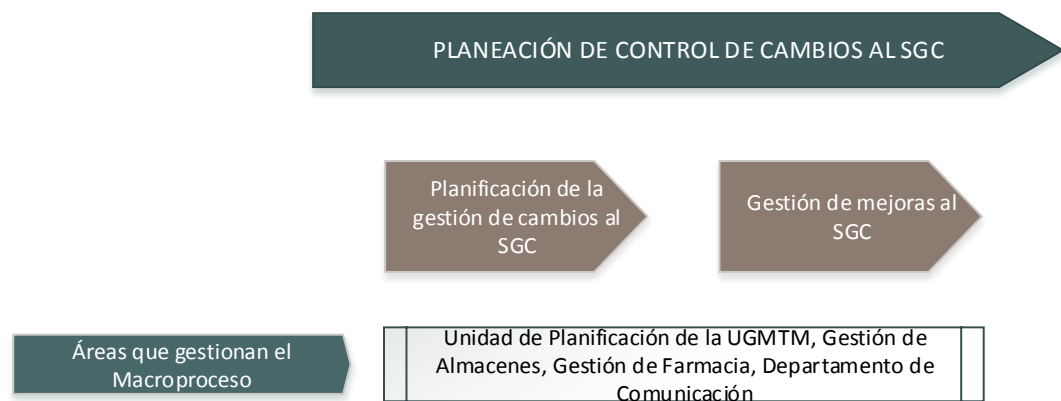 PLANEACIÓN DE CONTROL DE CAMBIOS AL SGC
Planificación de la
gestión de cambios al
SGC
Gestión de mejoras al
SGC
Áreas que gestionan el
Macroproceso
Unidad de Planificación de la UGMTM, Gestión de
Almacenes, Gestión de Farmacia, Departamento de
Comunicación